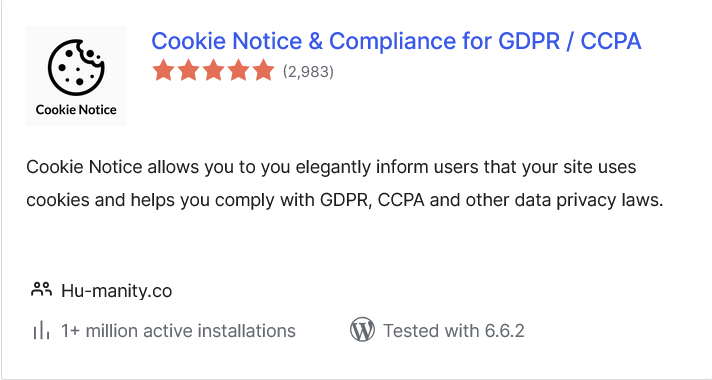 Cookie Notice & Compliance for GDPR / CCPA
(2,983)
Cookie Notice
Cookie Notice allows you to you elegantly inform users that your site uses
cookies and helps you comply with GDPR, CCPA and other data privacy laws.
Hu-manity.co
1+ million active installations
Tested with 6.6.2